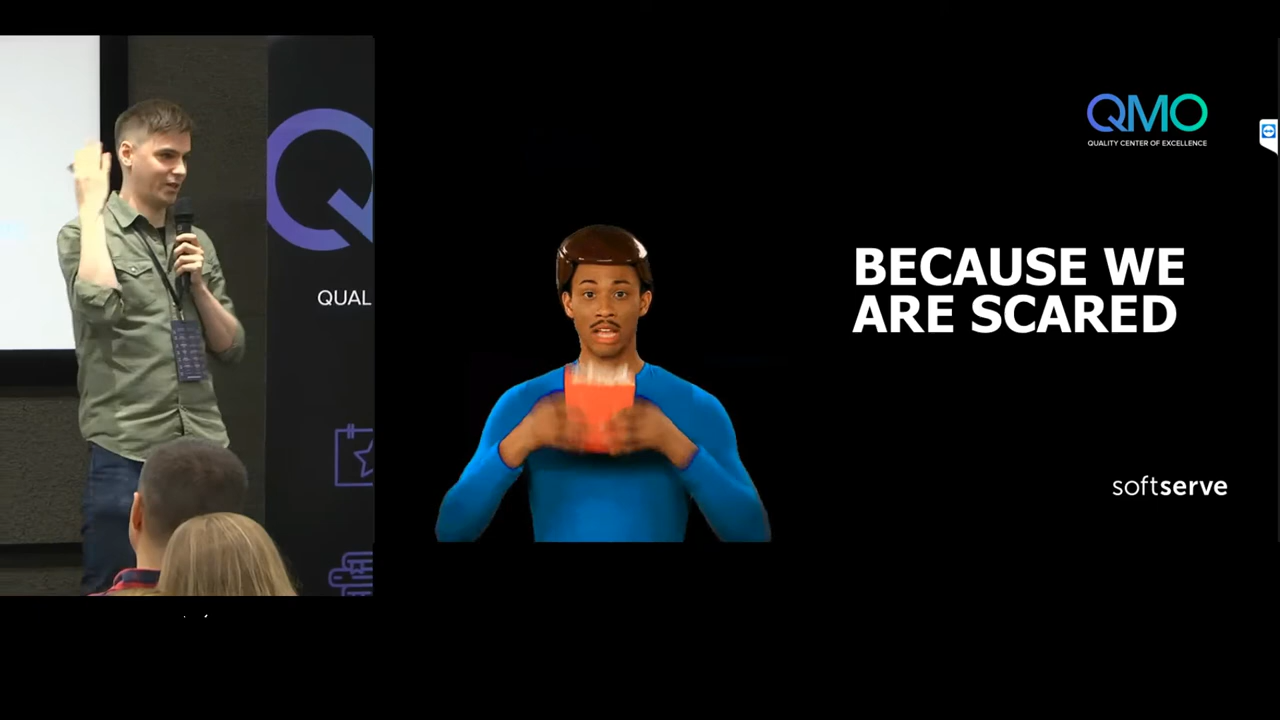 QUAL
QMO
QUALITY CENTER OF EXCELLENCE
BECAUSE WE
ARE SCARED
softserve